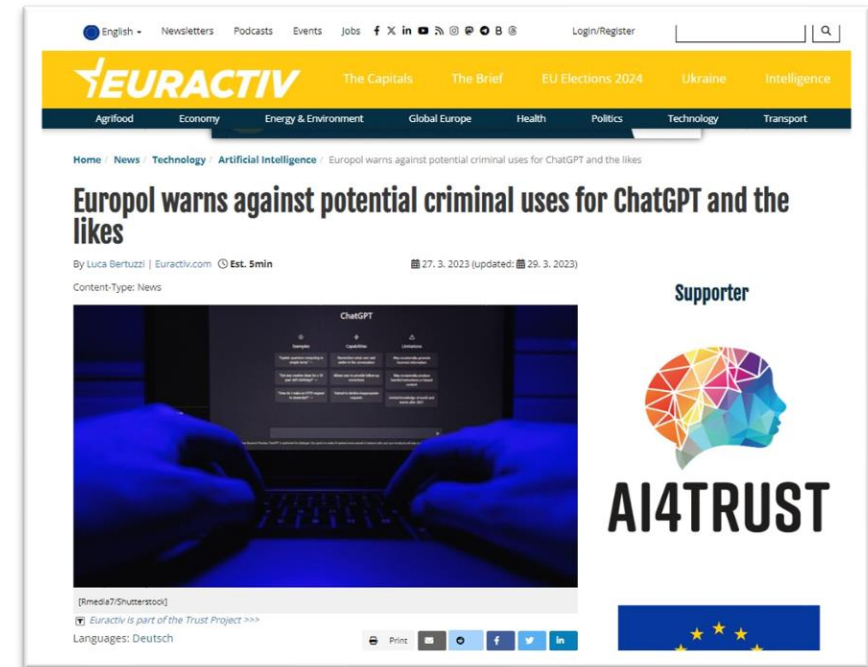 English
Newsletters
Podcasts
Events
Jobs
Login/Register
EURACTIV
The Capitals
The Brief
EU Elections 2024
Ukraine
Intelligence
Agrifood
Economy
Energy & Environment
Global Europe
Health
Politics
Technology
Transport
Home / News / Technology / Artificial Intelligence / Europol warns against potential criminal uses for ChatGPT and the likes
Europol warns against potential criminal uses for ChatGPT and the
likes
By Luca Bertuzzi | Euractiv.com Est. 5min
27. 3. 2023 (updated: 29. 3. 2023)
Content-Type: News
Supporter
ChatGPT
Examples
Capabilities
Limitations
AI4TRUST
[Rmedia7/Shutterstock]
Euractiv is part of the Trust Project >>>
Languages: Deutsch
Print